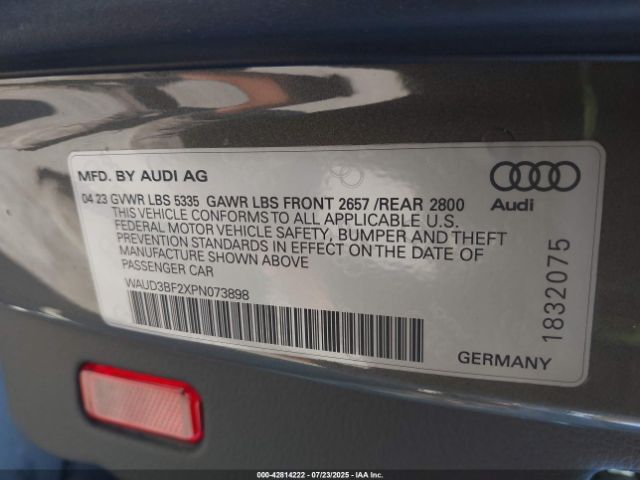 MFD. BY AUDI AG
04 23 GVWR LBS 5335 GAWR LBS FRONT 2657 /REAR 2800
THIS VEHICLE CONFORMS TO ALL APPLICABLE U.S.
FEDERAL MOTOR VEHICLE SAFETY, BUMPER AND THEFT
PREVENTION STANDARDS IN EFFECT ON THE DATE OF
MANUFACTURE SHOWN ABOVE
PASSENGER CAR
WAUD3BF2XPN073898
Audi
1832075
GERMANY
000-42814222 - 07/23/2025 - IAAI.COM